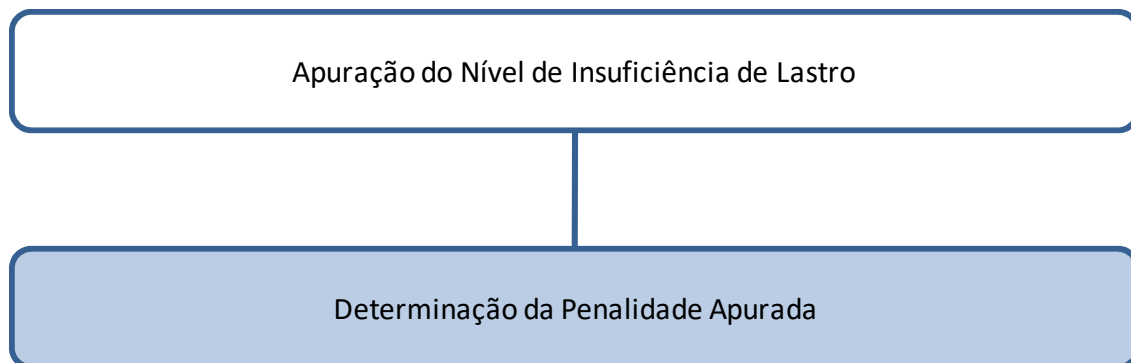 Apuração do Nível de Insuficiência de Lastro
Determinação da Penalidade Apurada